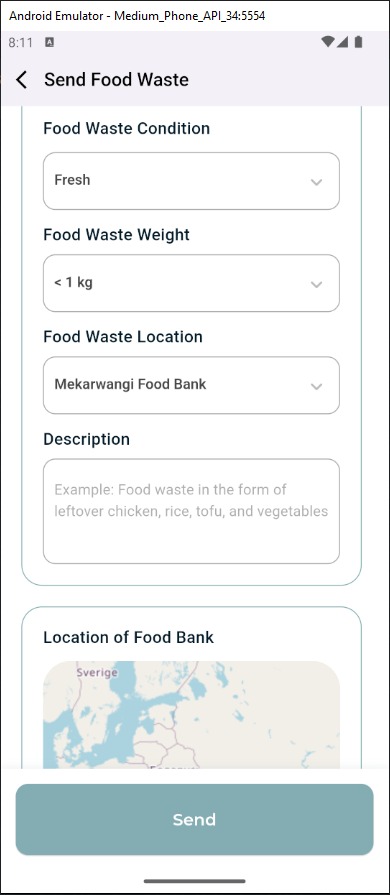 Android Emulator - Medium_Phone_API_34:5554
8:11
Send Food Waste
Food Waste Condition
Fresh
Food Waste Weight
< 1 kg
Food Waste Location
Mekarwangi Food Bank
Description
Example: Food waste in the form of
leftover chicken, rice, tofu, and vegetables
Location of Food Bank
Sverige
Send